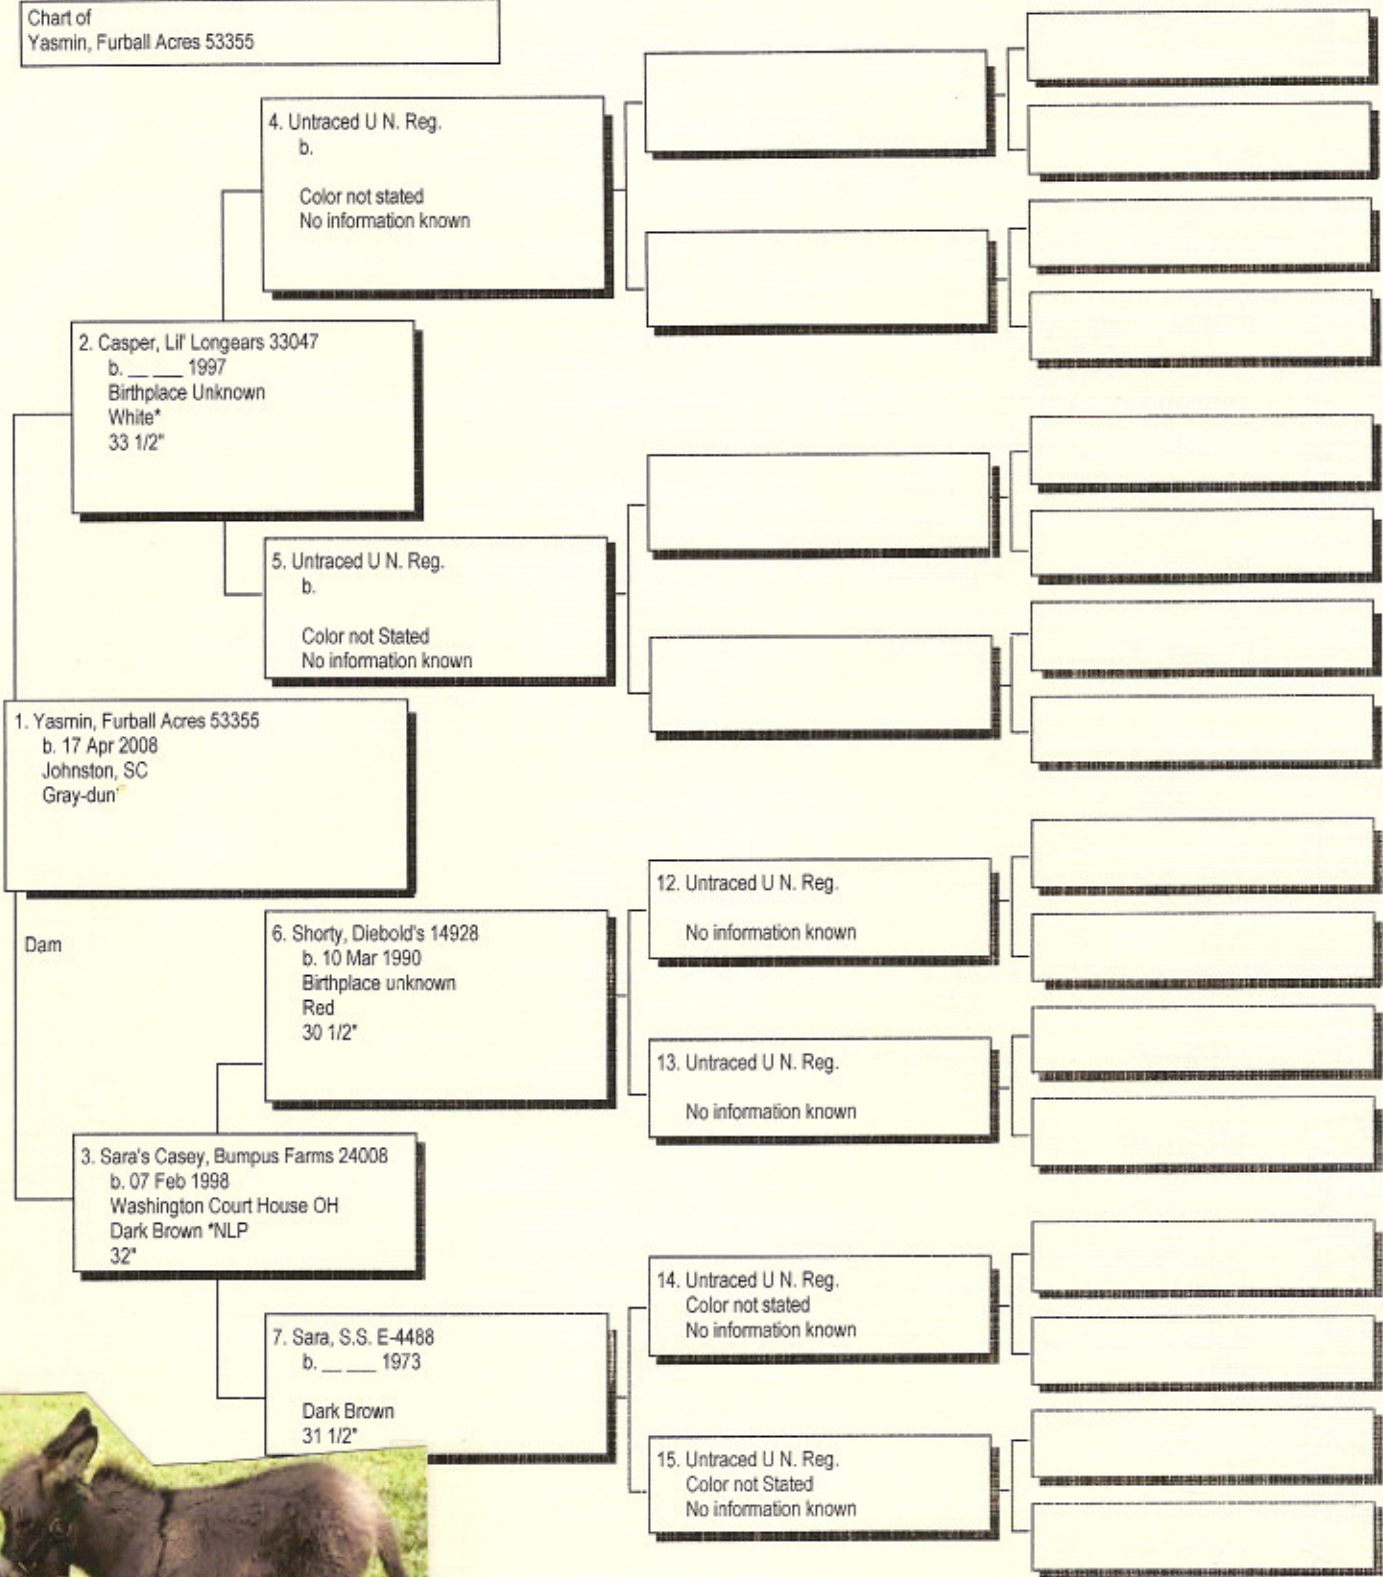 Chart of
Yasmin, Furball Acres 53355
4. Untraced U N. Reg.
b.
Color not stated
No information known
2. Casper, Lil' Longears 33047
b. __ ___ 1997
Birthplace Unknown
White*
33 1/2"
5. Untraced U N. Reg.
b.
Color not Stated
No information known
1. Yasmin, Furball Acres 53355
b. 17 Apr 2008
Johnston, SC
Gray-dun
12. Untraced U N. Reg.
No information known
6. Shorty, Diebold's 14928
b. 10 Mar 1990
Birthplace unknown
Red
30 1/2"
Dam
13. Untraced U N. Reg.
No information known
3. Sara's Casey, Bumpus Farms 24008
b. 07 Feb 1998
Washington Court House OH
Dark Brown *NLP
32"
14. Untraced U N. Reg.
Color not stated
No information known
7. Sara, S.S. E-4488
b. __ ___ 1973
Dark Brown
31 1/2"
15. Untraced U N. Reg.
Color not Stated
No information known